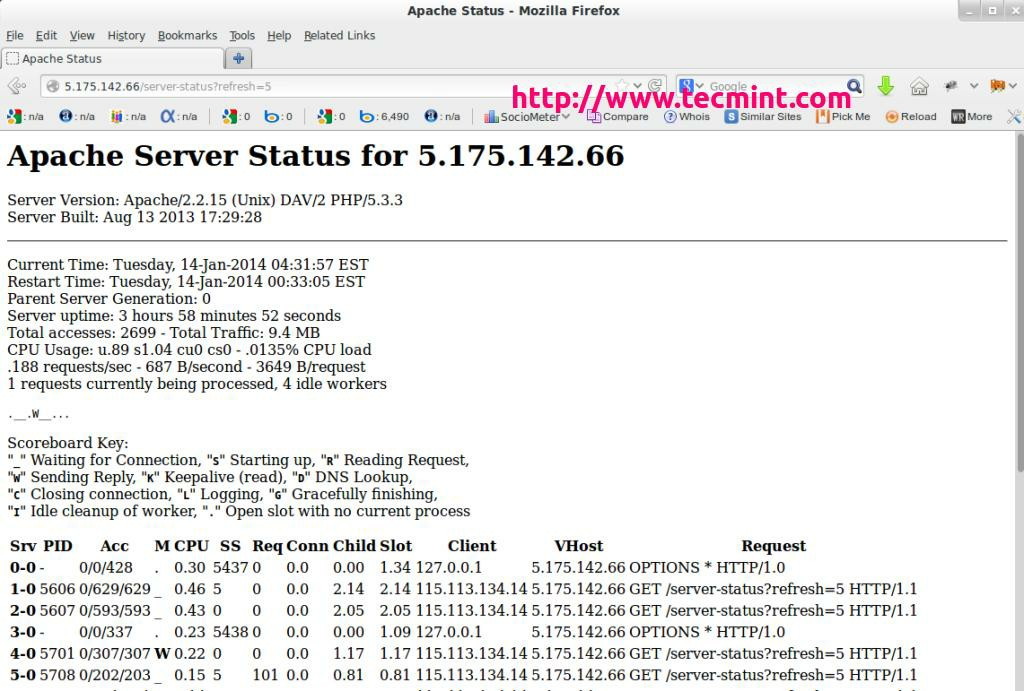 Apache Status - Mozilla Firefox
File Edit View History Bookmarks Tools Help Related Links
Apache Status
5.175.142.66/server-status?refresh=5
Google
http://www.tecmint.com
: n/a : n/a : n/a : n/a : 0 : 0 : 0 : 6,490 : n/a SocioMeter Compare Whois Similar Sites Pick Me Reload WR More
Apache Server Status for 5.175.142.66
Server Version: Apache/2.2.15 (Unix) DAV/2 PHP/5.3.3
Server Built: Aug 13 2013 17:29:28
Current Time: Tuesday, 14-Jan-2014 04:31:57 EST
Restart Time: Tuesday, 14-Jan-2014 00:33:05 EST
Parent Server Generation: 0
Server uptime: 3 hours 58 minutes 52 seconds
Total accesses: 2699 - Total Traffic: 9.4 MB
CPU Usage: u.89 s1.04 cu0 cs0 - .0135% CPU load
.188 requests/sec - 687 B/second - 3649 B/request
1 requests currently being processed, 4 idle workers
.__.W__...
Scoreboard Key:
"_" Waiting for Connection, "S" Starting up, "R" Reading Request,
"W" Sending Reply, "K" Keepalive (read), "D" DNS Lookup,
"C" Closing connection, "L" Logging, "G" Gracefully finishing,
"I" Idle cleanup of worker, "." Open slot with no current process
Srv PID Acc M CPU SS Req Conn Child Slot Client VHost Request
0-0 - 0/0/428 . 0.30 5437 0 0.0 0.00 1.34 127.0.0.1 5.175.142.66 OPTIONS * HTTP/1.0
1-0 5606 0/629/629 _ 0.46 5 0 0.0 2.14 2.14 115.113.134.14 5.175.142.66 GET /server-status?refresh=5 HTTP/1.1
2-0 5607 0/593/593 _ 0.43 0 0 0.0 2.05 2.05 115.113.134.14 5.175.142.66 GET /server-status?refresh=5 HTTP/1.1
3-0 - 0/0/337 . 0.23 5438 0 0.0 0.00 1.09 127.0.0.1 5.175.142.66 OPTIONS * HTTP/1.0
4-0 5701 0/307/307 W 0.22 0 0 0.0 1.17 1.17 115.113.134.14 5.175.142.66 GET /server-status?refresh=5 HTTP/1.1
5-0 5708 0/202/203 _ 0.15 5 101 0.0 0.81 0.81 115.113.134.14 5.175.142.66 GET /server-status?refresh=5 HTTP/1.1